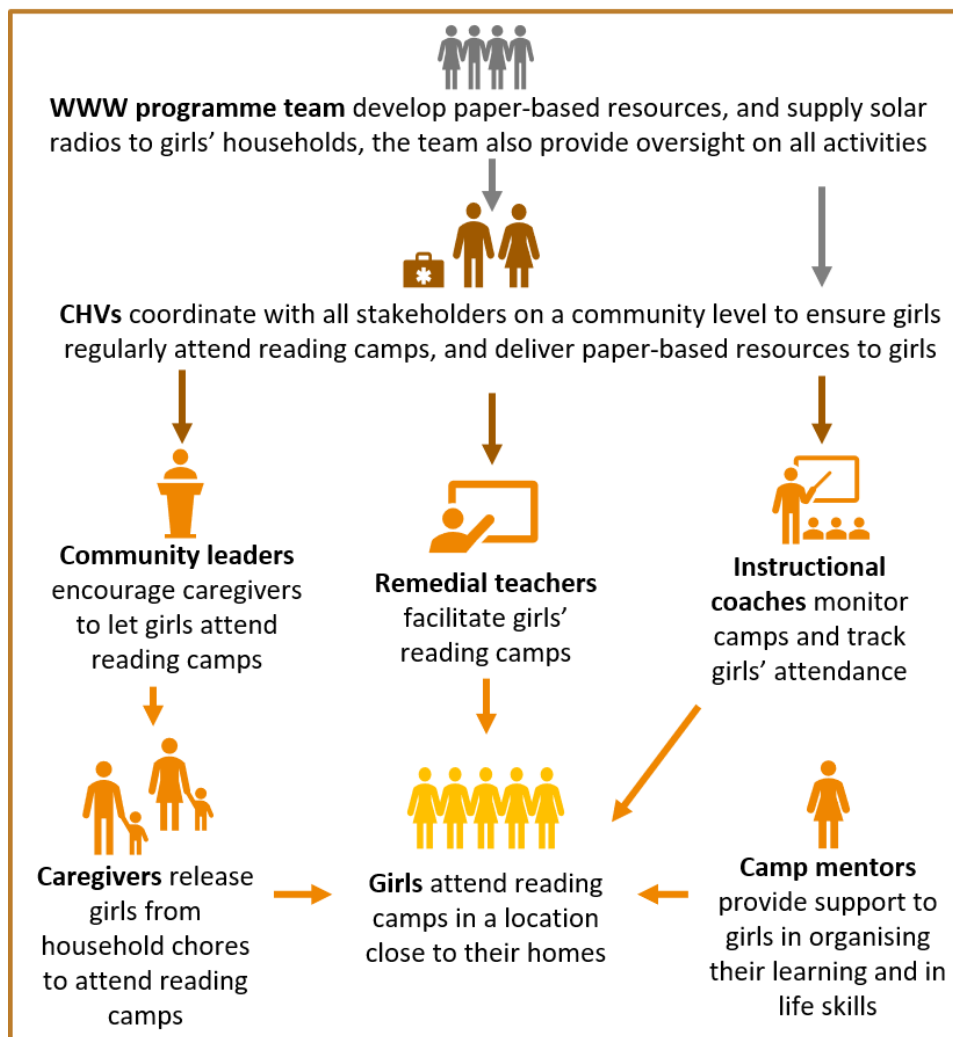 WWW programme team develop paper-based resources, and supply solar
radios to girls' households, the team also provide oversight on all activities
CHVs coordinate with all stakeholders on a community level to ensure girls
regularly attend reading camps, and deliver paper-based resources to girls
Community leaders
encourage caregivers
to let girls attend
reading camps
Remedial teachers
facilitate girls'
reading camps
Instructional
coaches monitor
camps and track
girls' attendance
Caregivers release
girls from
household chores
to attend reading
camps
Girls attend reading
camps in a location
close to their homes
Camp mentors
provide support to
girls in organising
their learning and in
life skills